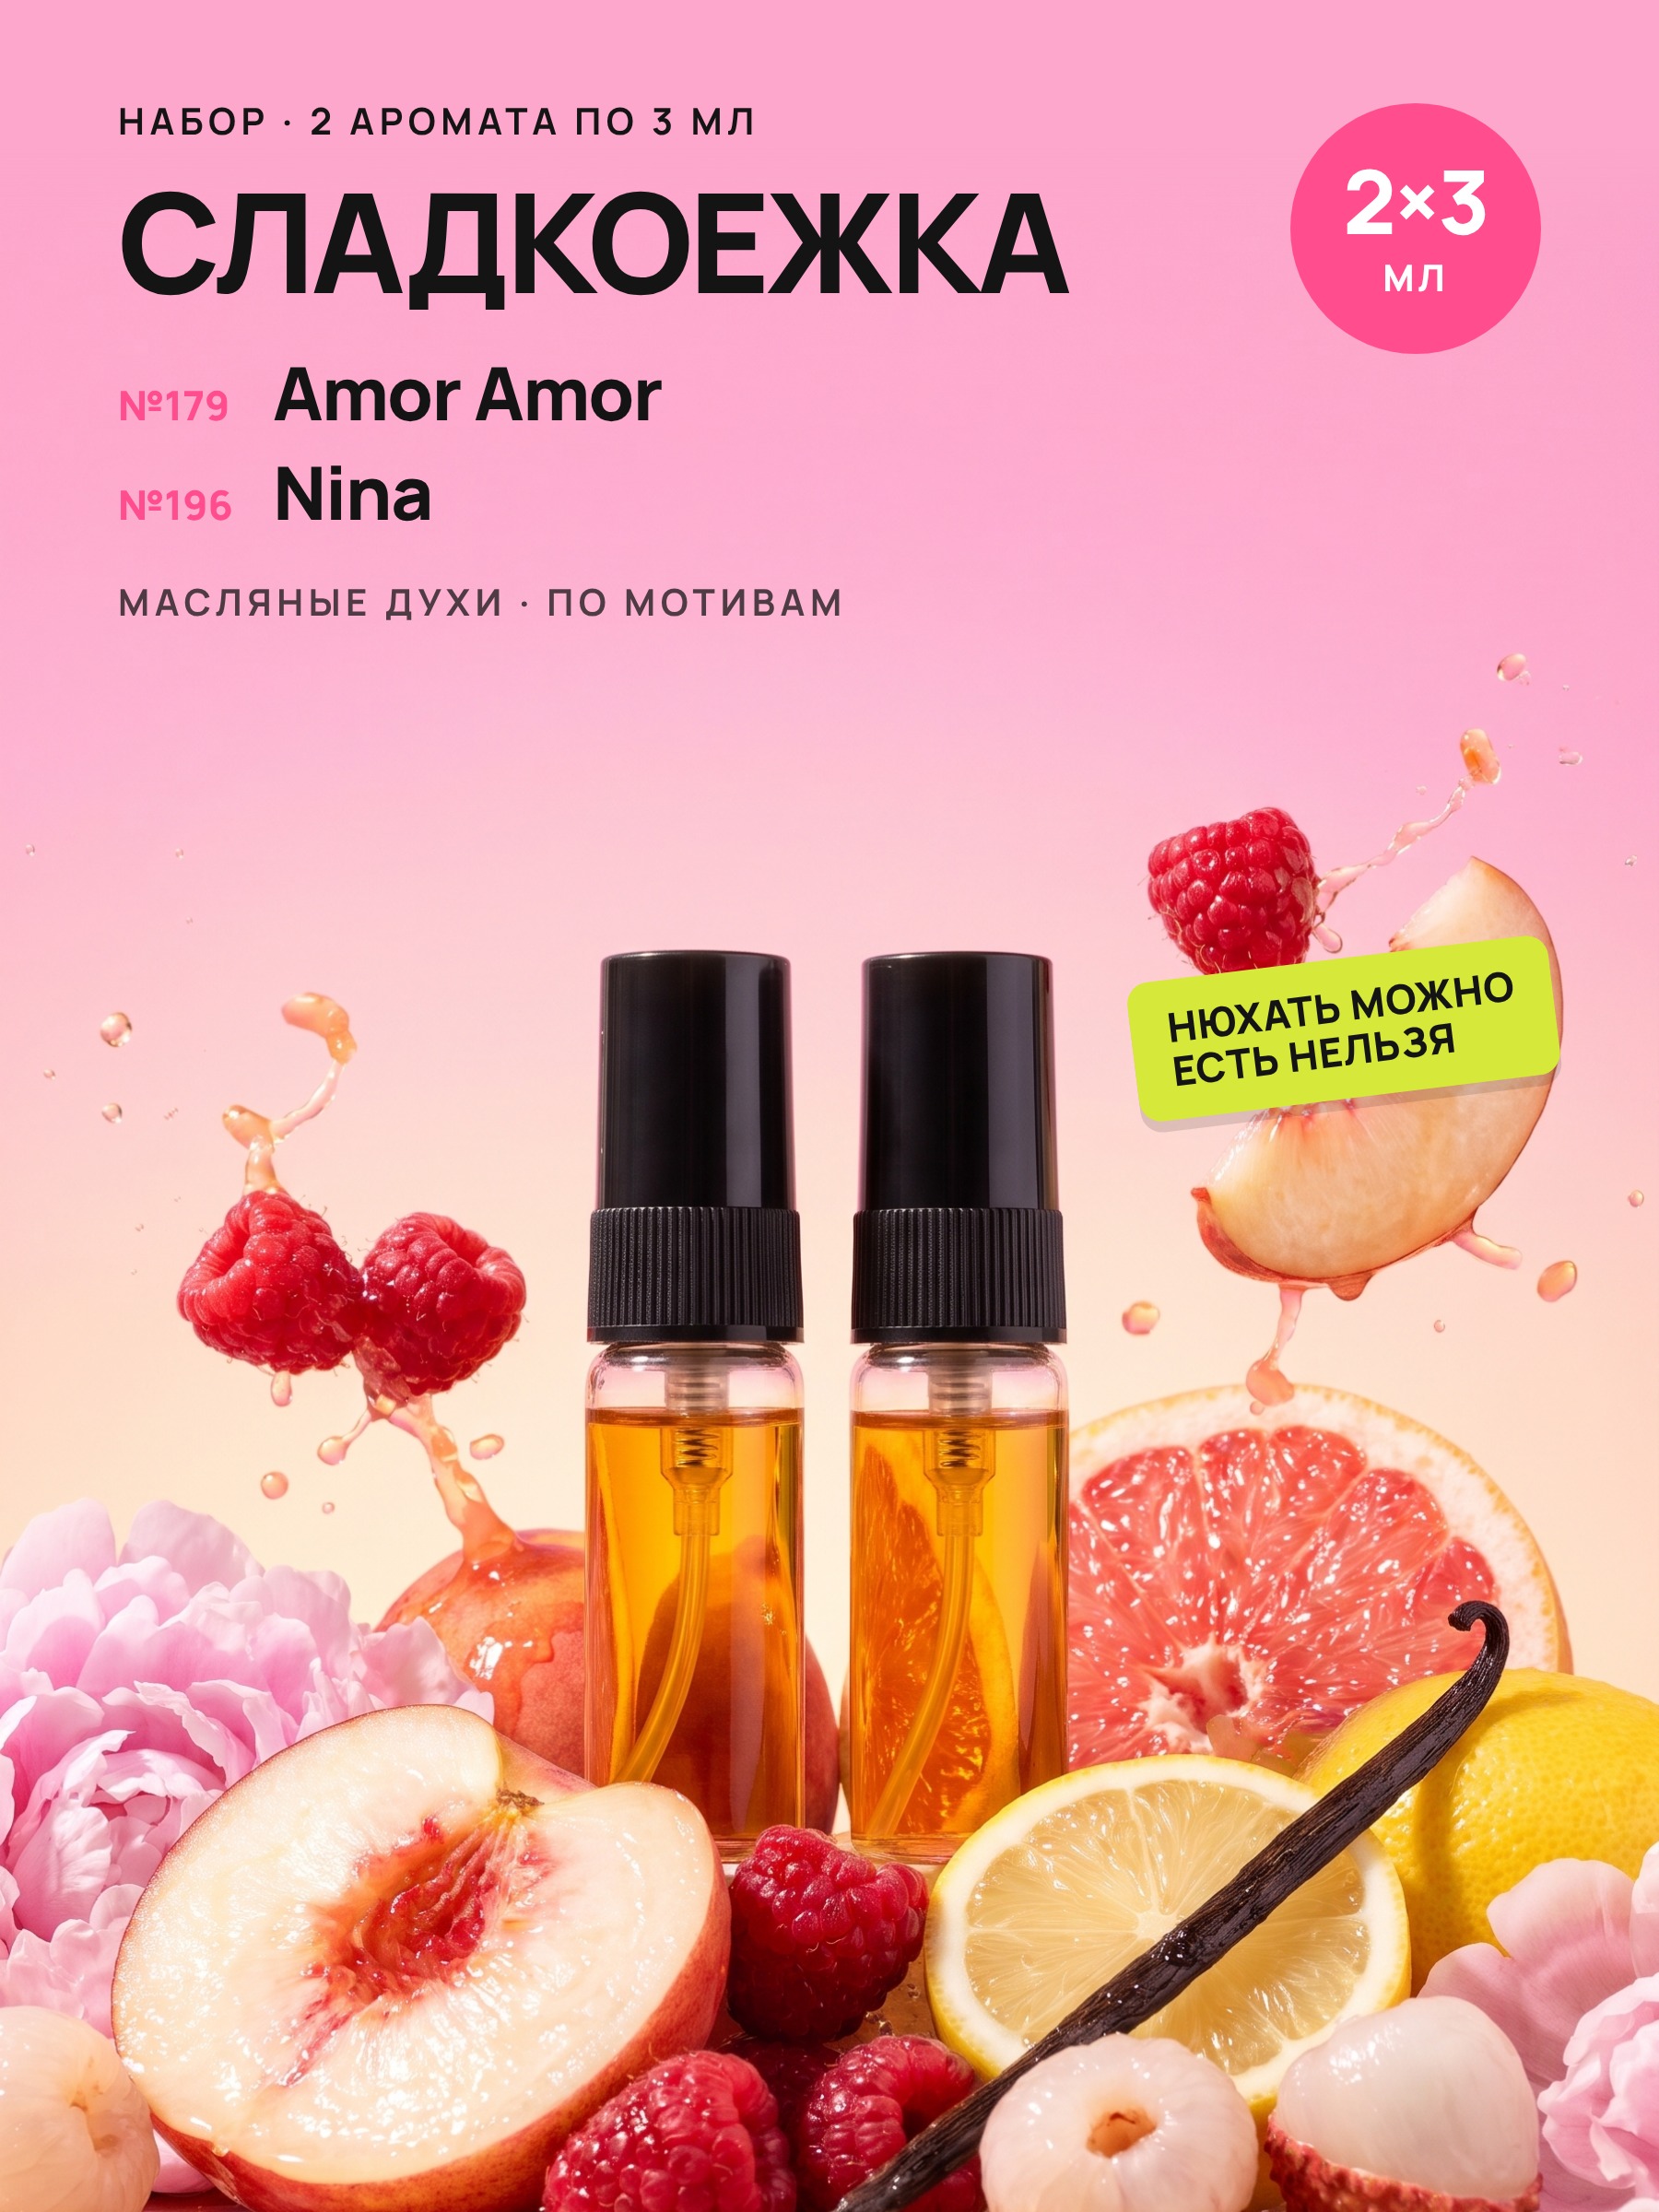 НАБОР · 2 АРОМАТА ПО 3 МЛ
СЛАДКОЕЖКА
2×3
МЛ
№179 Amor Amor
№196 Nina
МАСЛЯНЫЕ ДУХИ · ПО МОТИВАМ
НЮХАТЬ МОЖНО
ЕСТЬ НЕЛЬЗЯ